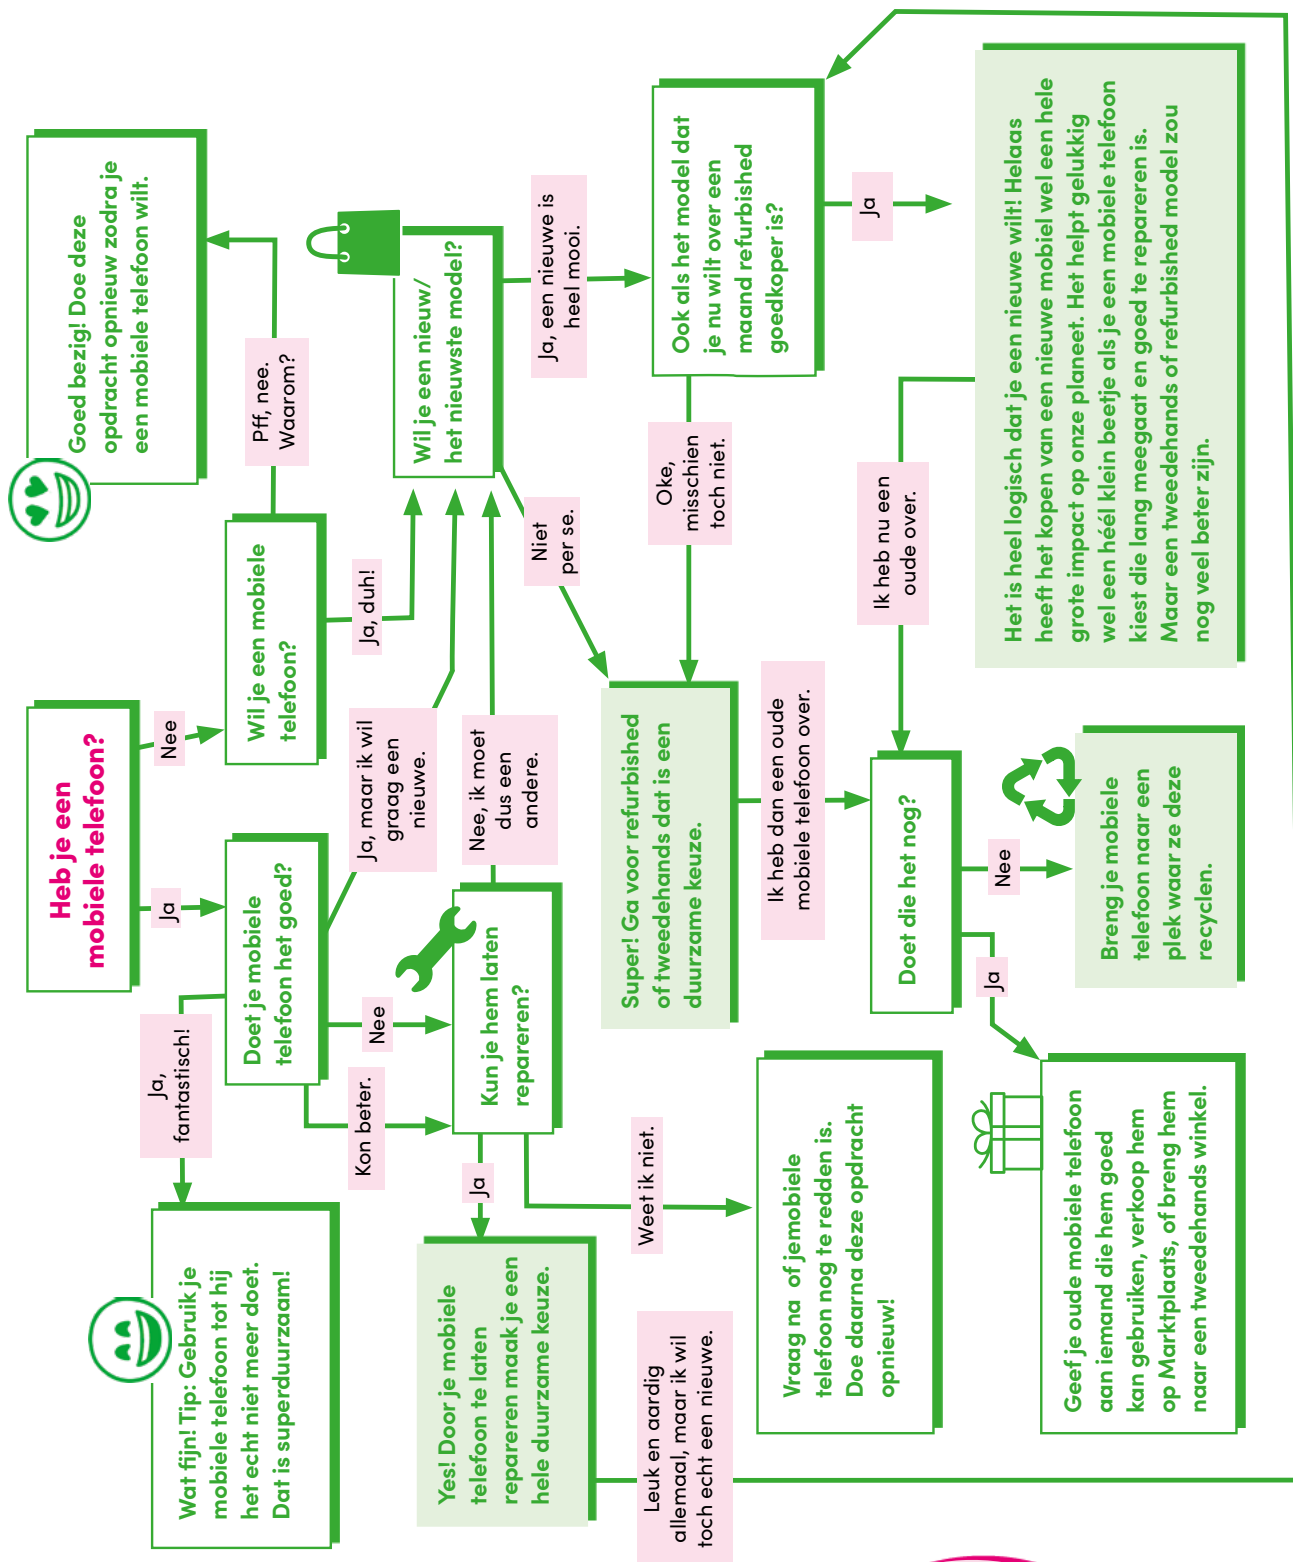 Heb je een
mobiele telefoon?
Ja
Nee
Doet je mobiele
telefoon het goed?
Wil je een mobiele
telefoon?
Pff, nee.
Waarom?
Goed bezig! Doe deze
opdracht opnieuw zodra je
een mobiele telefoon wilt.
Ja, duh!
Ja,
fantastisch!
Wat fijn! Tip: Gebruik je
mobiele telefoon tot hij
het echt niet meer doet.
Dat is superduurzaam!
Kon beter.
Nee
Ja, maar ik wil
graag een
nieuwe.
Kun je hem laten
repareren?
Nee, ik moet
dus een
andere.
Wil je een nieuw/
het nieuwste model?
Ja
Yes! Door je mobiele
telefoon te laten
repareren maak je een
hele duurzame keuze.
Weet ik niet.
Vraag na of jemobiele
telefoon nog te redden is.
Doe daarna deze opdracht
opnieuw!
Leuk en aardig
allemaal, maar ik wil
toch echt een nieuwe.
Niet
per se.
Ja, een nieuwe is
heel mooi.
Super! Ga voor refurbished
of tweedehands dat is een
duurzame keuze.
Oke,
misschien
toch niet.
Ook als het model dat
je nu wilt over een
maand refurbished
goedkoper is?
Ja
Ik heb dan een oude
mobiele telefoon over.
Ik heb nu een
oude over.
Het is heel logisch dat je een nieuwe wilt! Helaas
heeft het kopen van een nieuwe mobiel wel een hele
grote impact op onze planeet. Het helpt gelukkig
wel een héél klein beetje als je een mobiele telefoon
kiest die lang meegaat en goed te repareren is.
Maar een tweedehands of refurbished model zou
nog veel beter zijn.
Doet die het nog?
Ja
Nee
Geef je oude mobiele telefoon
aan iemand die hem goed
kan gebruiken, verkoop hem
op Marktplaats, of breng hem
naar een tweedehands winkel.
Breng je mobiele
telefoon naar een
plek waar ze deze
recyclen.